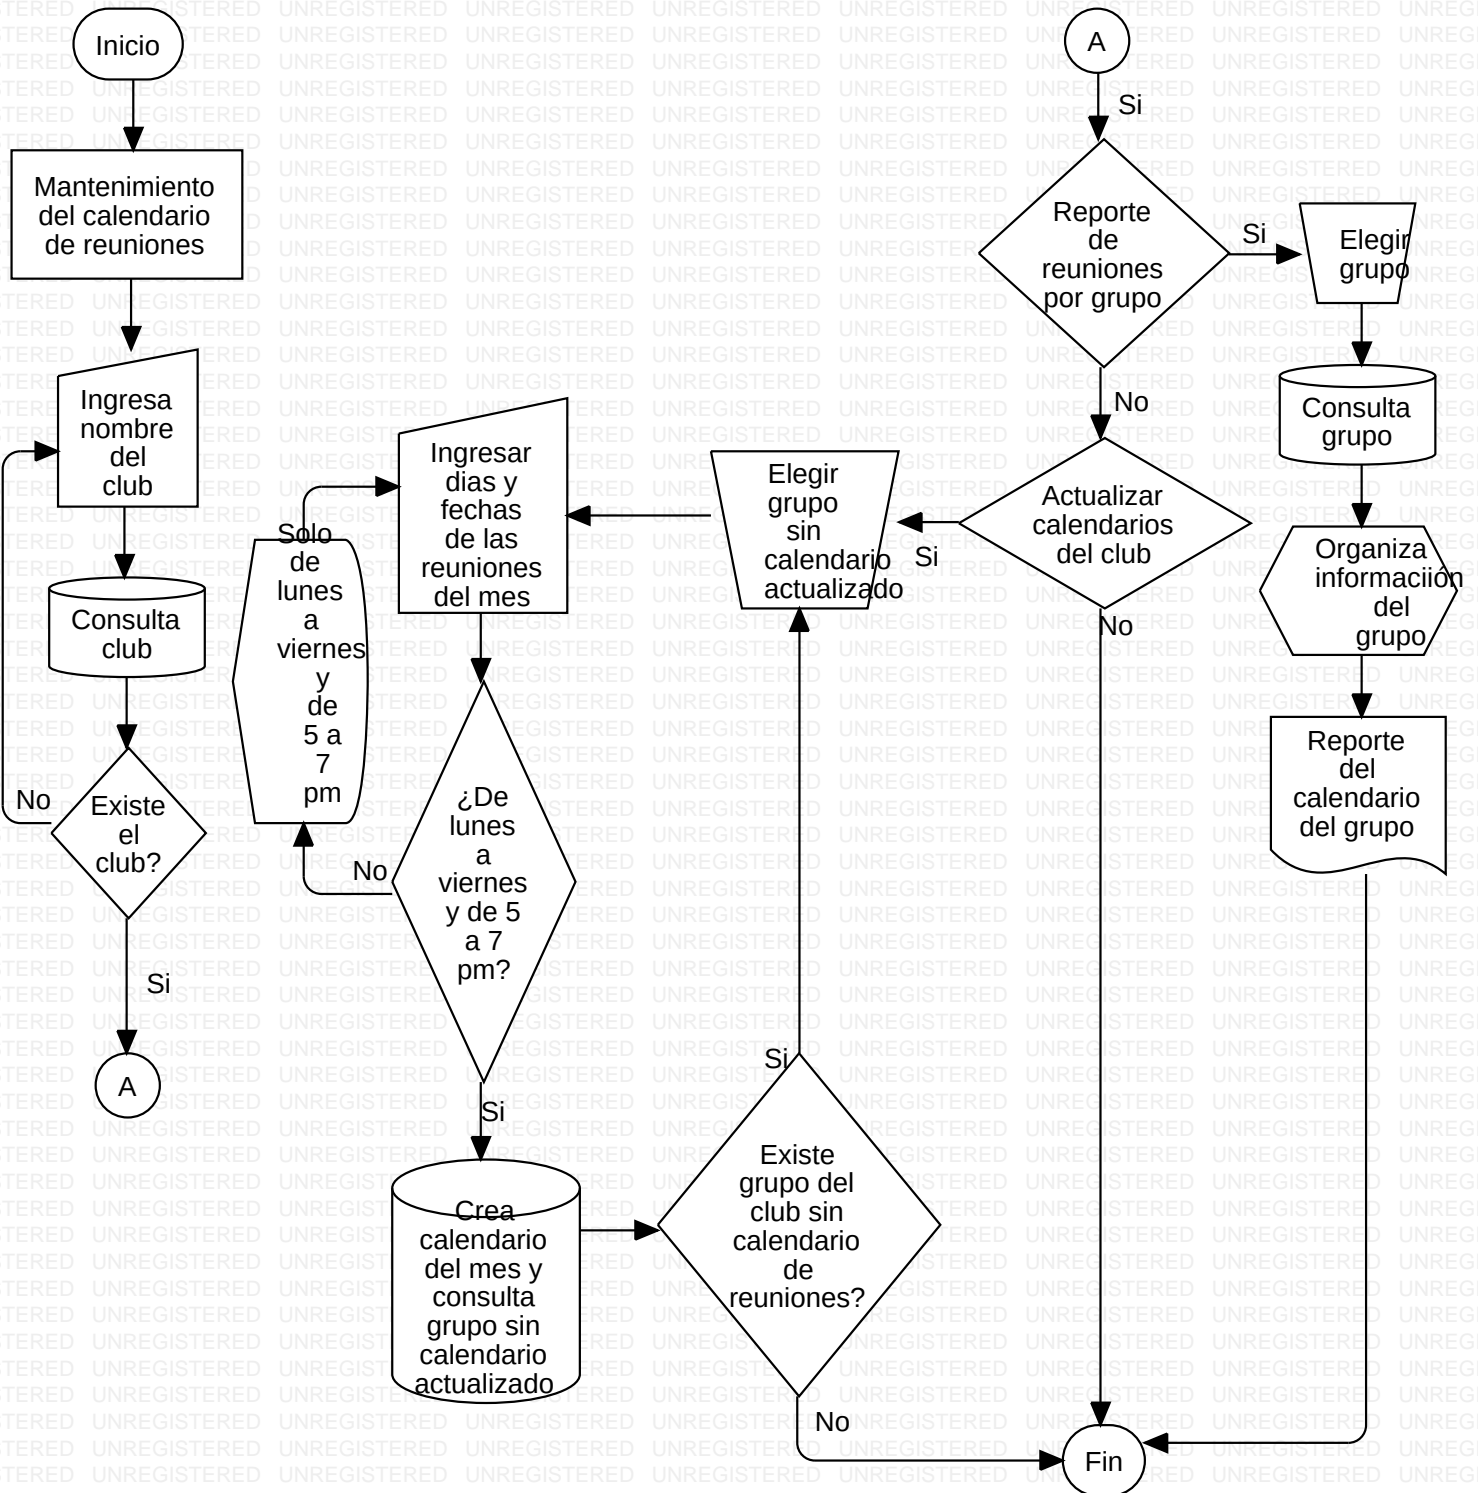 Inicio
Mantenimiento
del calendario
de reuniones
Ingresa
nombre
del
club
Consulta
club
Existe
el
club?
No
Si
A
A
Si
Reporte
de
reuniones
por grupo
Si
Elegir
grupo
Consulta
grupo
Organiza
informaciión
del
grupo
Reporte
del
calendario
del grupo
No
Actualizar
calendarios
del club
Si
No
Elegir
grupo
sin
calendario
actualizado
Ingresar
dias y
fechas
de las
reuniones
del mes
¿De
lunes
a
viernes
y de 5
a 7
pm?
No
Solo
de
lunes
a
viernes
y
de
5 a
7
pm
Si
Crea
calendario
del mes y
consulta
grupo sin
calendario
actualizado
Existe
grupo del
club sin
calendario
de
reuniones?
Si
No
Fin
UNREGISTERED